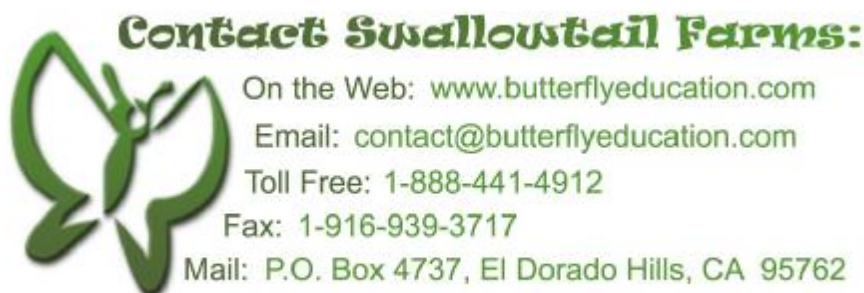 Contact Swallowtail Farms:
On the Web: www.butterflyeducation.com
Email: contact@butterflyeducation.com
Toll Free: 1-888-441-4912
Fax: 1-916-939-3717
Mail: P.O. Box 4737, El Dorado Hills, CA 95762